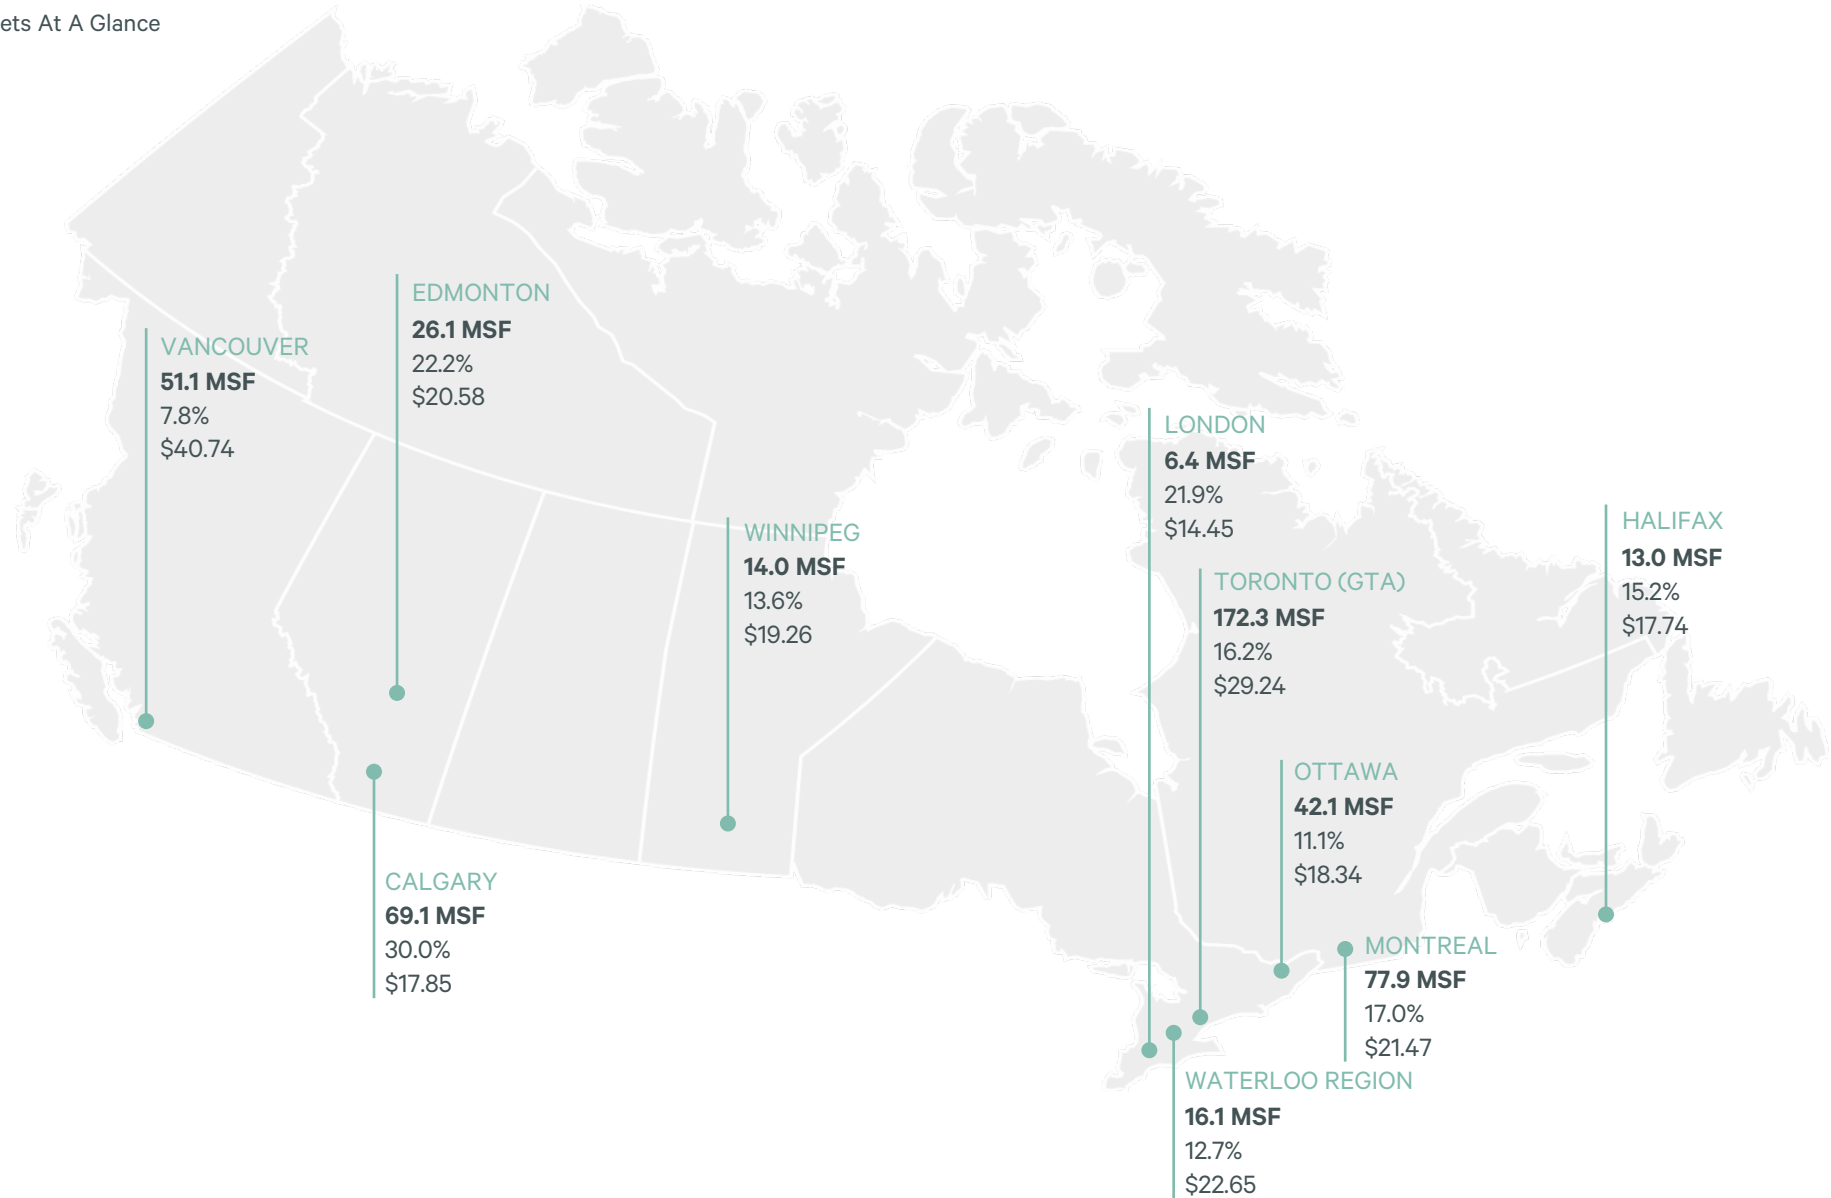 ets At A Glance
EDMONTON
26.1 MSF
22.2%
$20.58
VANCOUVER
51.1 MSF
7.8%
$40.74
LONDON
6.4 MSF
21.9%
$14.45
WINNIPEG
14.0 MSF
13.6%
$19.26
HALIFAX
13.0 MSF
15.2%
$17.74
TORONTO (GTA)
172.3 MSF
16.2%
$29.24
OTTAWA
42.1 MSF
11.1%
$18.34
CALGARY
69.1 MSF
30.0%
$17.85
MONTREAL
77.9 MSF
17.0%
$21.47
WATERLOO REGION
16.1 MSF
12.7%
$22.65